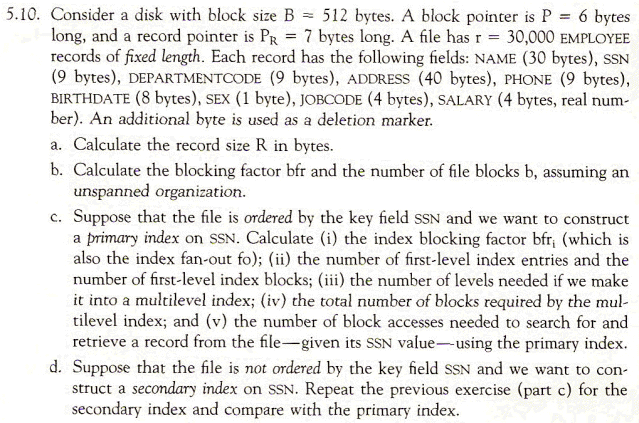 5.10. Consider a disk with block size B = 512 bytes. A block pointer is P = 6 bytes
long, and a record pointer is P_R = 7 bytes long. A file has r = 30,000 EMPLOYEE
records of fixed length. Each record has the following fields: NAME (30 bytes), SSN
(9 bytes), DEPARTMENTCODE (9 bytes), ADDRESS (40 bytes), PHONE (9 bytes),
BIRTHDATE (8 bytes), SEX (1 byte), JOBCODE (4 bytes), SALARY (4 bytes, real num-
ber). An additional byte is used as a deletion marker.
a. Calculate the record size R in bytes.
b. Calculate the blocking factor bfr and the number of file blocks b, assuming an
unspanned organization.
c. Suppose that the file is ordered by the key field SSN and we want to construct
a primary index on SSN. Calculate (i) the index blocking factor bfr_i (which is
also the index fan-out fo); (ii) the number of first-level index entries and the
number of first-level index blocks; (iii) the number of levels needed if we make
it into a multilevel index; (iv) the total number of blocks required by the mul-
tilevel index; and (v) the number of block accesses needed to search for and
retrieve a record from the file—given its SSN value—using the primary index.
d. Suppose that the file is not ordered by the key field SSN and we want to con-
struct a secondary index on SSN. Repeat the previous exercise (part c) for the
secondary index and compare with the primary index.